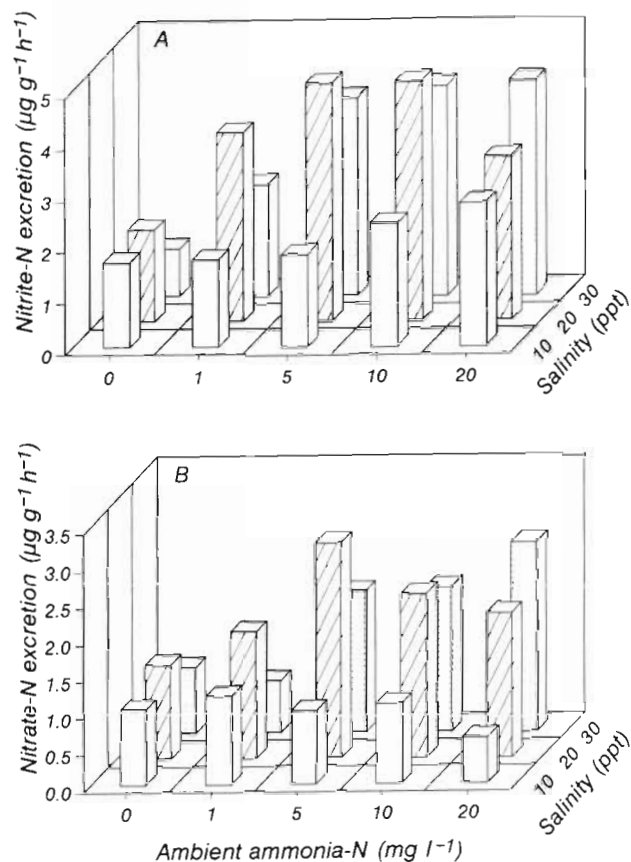 A
Nitrite-N excretion (µg g⁻¹ h⁻¹)
5
4
3
2
1
0
0 1 5 10 20
10 20 30
Salinity (ppt)
B
Nitrate-N excretion (µg g⁻¹ h⁻¹)
3.5
3.0
2.5
2.0
1.5
1.0
0.5
0.0
0 1 5 10 20
10 20 30
Salinity (ppt)
Ambient ammonia-N (mg l⁻¹)